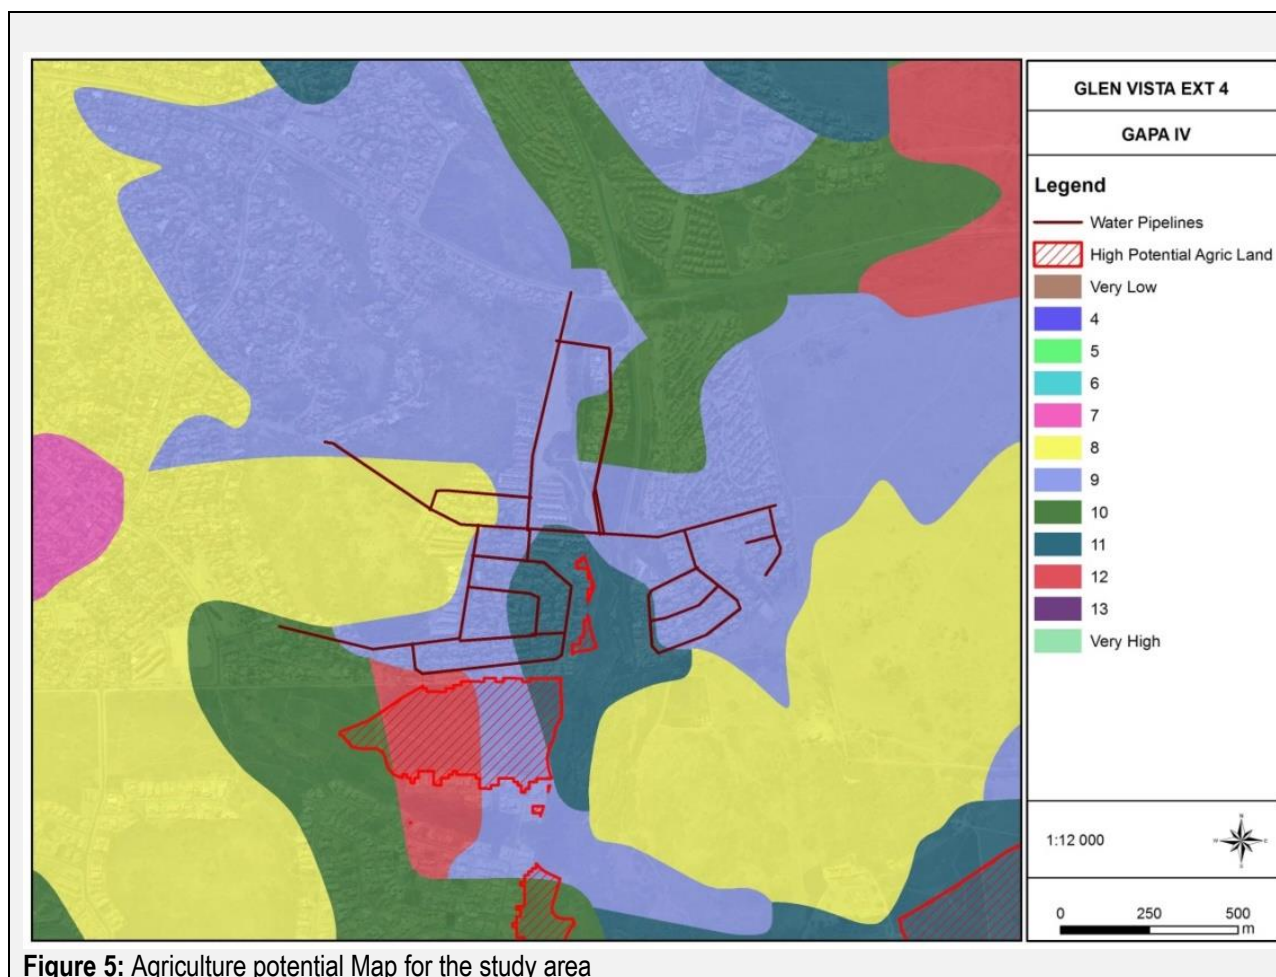 GLEN VISTA EXT 4
GAPA IV
Legend
Water Pipelines
High Potential Agric Land
Very Low
4
5
6
7
8
9
10
11
12
13
Very High
1:12 000
N
W E
S
0 250 500
m
Figure 5: Agriculture potential Map for the study area